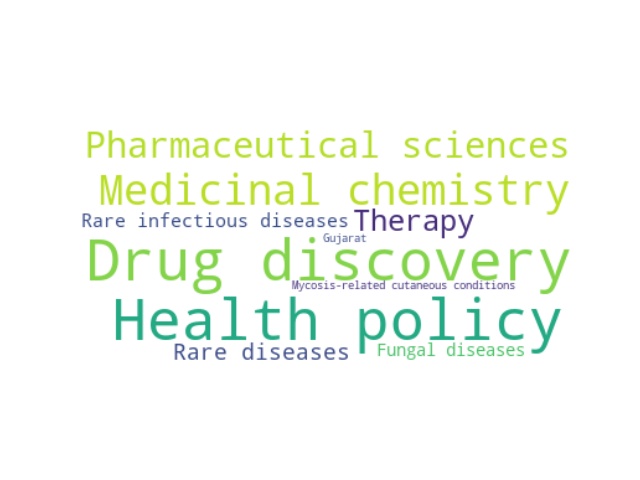 Pharmaceutical sciences
Medicinal chemistry
Rare infectious diseases
Therapy
Gujarat
Drug discovery
Mycosis-related cutaneous conditions
Health policy
Rare diseases
Fungal diseases